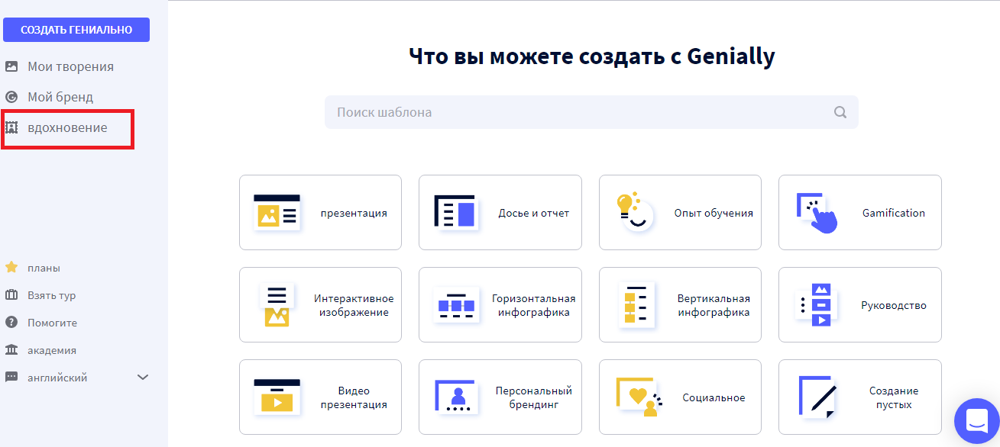 СОЗДАТЬ ГЕНИАЛЬНО
Мои творения
Мой бренд
вдохновение
планы
Взять тур
Помогите
академия
английский
Что вы можете создать с Genially
Поиск шаблона
презентация
Досье и отчет
Опыт обучения
Gamification
Интерактивное
изображение
Горизонтальная
инфографика
Вертикальная
инфографика
Руководство
Видео
презентация
Персональный
брендинг
Социальное
Создание
пустых